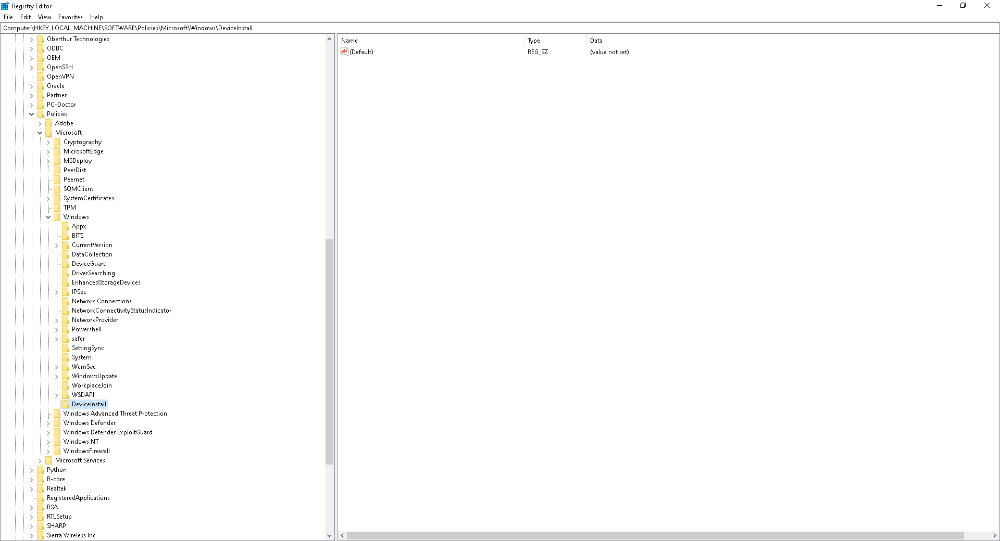 Registry Editor
File Edit View Favorites Help
Computer\HKEY_LOCAL_MACHINE\SOFTWARE\Policies\Microsoft\Windows\DeviceInstall
Oberthur Technologies
ODBC
OEM
OpenSSH
OpenVPN
Oracle
Partner
PC-Doctor
Policies
Adobe
Microsoft
Cryptography
MicrosoftEdge
MSDeploy
PeerDist
Peernet
SQMClient
SystemCertificates
TPM
Windows
Appx
BITS
CurrentVersion
DataCollection
DeviceGuard
DriverSearching
EnhancedStorageDevices
IPSec
Network Connections
NetworkConnectivityStatusIndicator
NetworkProvider
Powershell
safer
SettingSync
System
WcmSvc
WindowsUpdate
WorkplaceJoin
WSDAPI
DeviceInstall
Windows Advanced Threat Protection
Windows Defender
Windows Defender ExploitGuard
Windows NT
WindowsFirewall
Microsoft Services
Python
R-core
Realtek
RegisteredApplications
RSA
RTLSetup
SHARP
Sierra Wireless Inc
Name Type Data
ab (Default) REG_SZ (value not set)